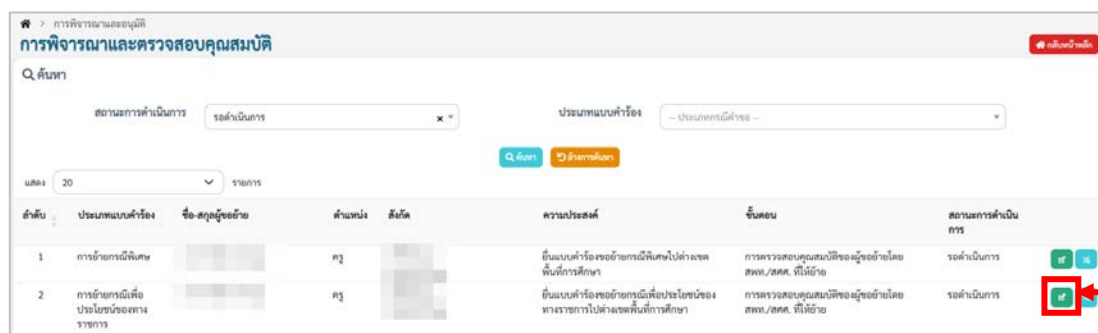 การพิจารณาและอนุมัติ
การพิจารณาและตรวจสอบคุณสมบัติ
กลับหน้าหลัก
ค้นหา
สถานะการดำเนินการ รอดำเนินการ × ประเภทแบบคำร้อง -- ประเภทกรณีคำขอ --
ค้นหา ล้างการค้นหา
แสดง 20 รายการ
ลำดับ ประเภทแบบคำร้อง ชื่อ-สกุลผู้ขอย้าย ตำแหน่ง สังกัด ความประสงค์ ขั้นตอน สถานะการดำเนิน
การ
1 การย้ายกรณีพิเศษ ครู ยื่นแบบคำร้องขอย้ายกรณีพิเศษไปต่างเขต การตรวจสอบคุณสมบัติของผู้ขอย้ายโดย รอดำเนินการ
พื้นที่การศึกษา สพท./สศศ. ที่ให้ย้าย
2 การย้ายกรณีเพื่อ ครู ยื่นแบบคำร้องขอย้ายกรณีเพื่อประโยชน์ของ การตรวจสอบคุณสมบัติของผู้ขอย้ายโดย รอดำเนินการ
ประโยชน์ของทาง ทางราชการไปต่างเขตพื้นที่การศึกษา สพท./สศศ. ที่ให้ย้าย
ราชการ